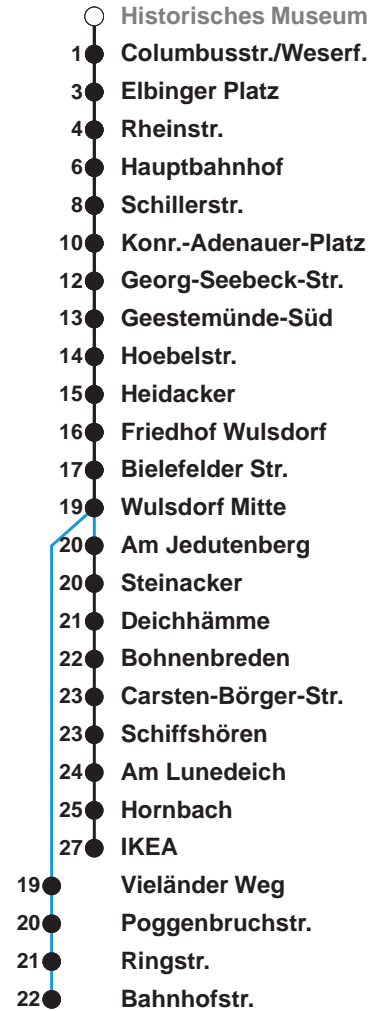 Historisches Museum
1 Columbusstr./Weserf.
3 Elbinger Platz
4 Rheinstr.
6 Hauptbahnhof
8 Schillerstr.
10 Konr.-Adenauer-Platz
12 Georg-Seebeck-Str.
13 Geestemünde-Süd
14 Hoebelstr.
15 Heidacker
16 Friedhof Wulsdorf
17 Bielefelder Str.
19 Wulsdorf Mitte
20 Am Jedutenberg
20 Steinacker
21 Deichhämme
22 Bohnenbreden
23 Carsten-Börger-Str.
23 Schiffshören
24 Am Lunedeich
25 Hornbach
27 IKEA
19 Vieländer Weg
20 Poggenbruchstr.
21 Ringstr.
22 Bahnhofstr.